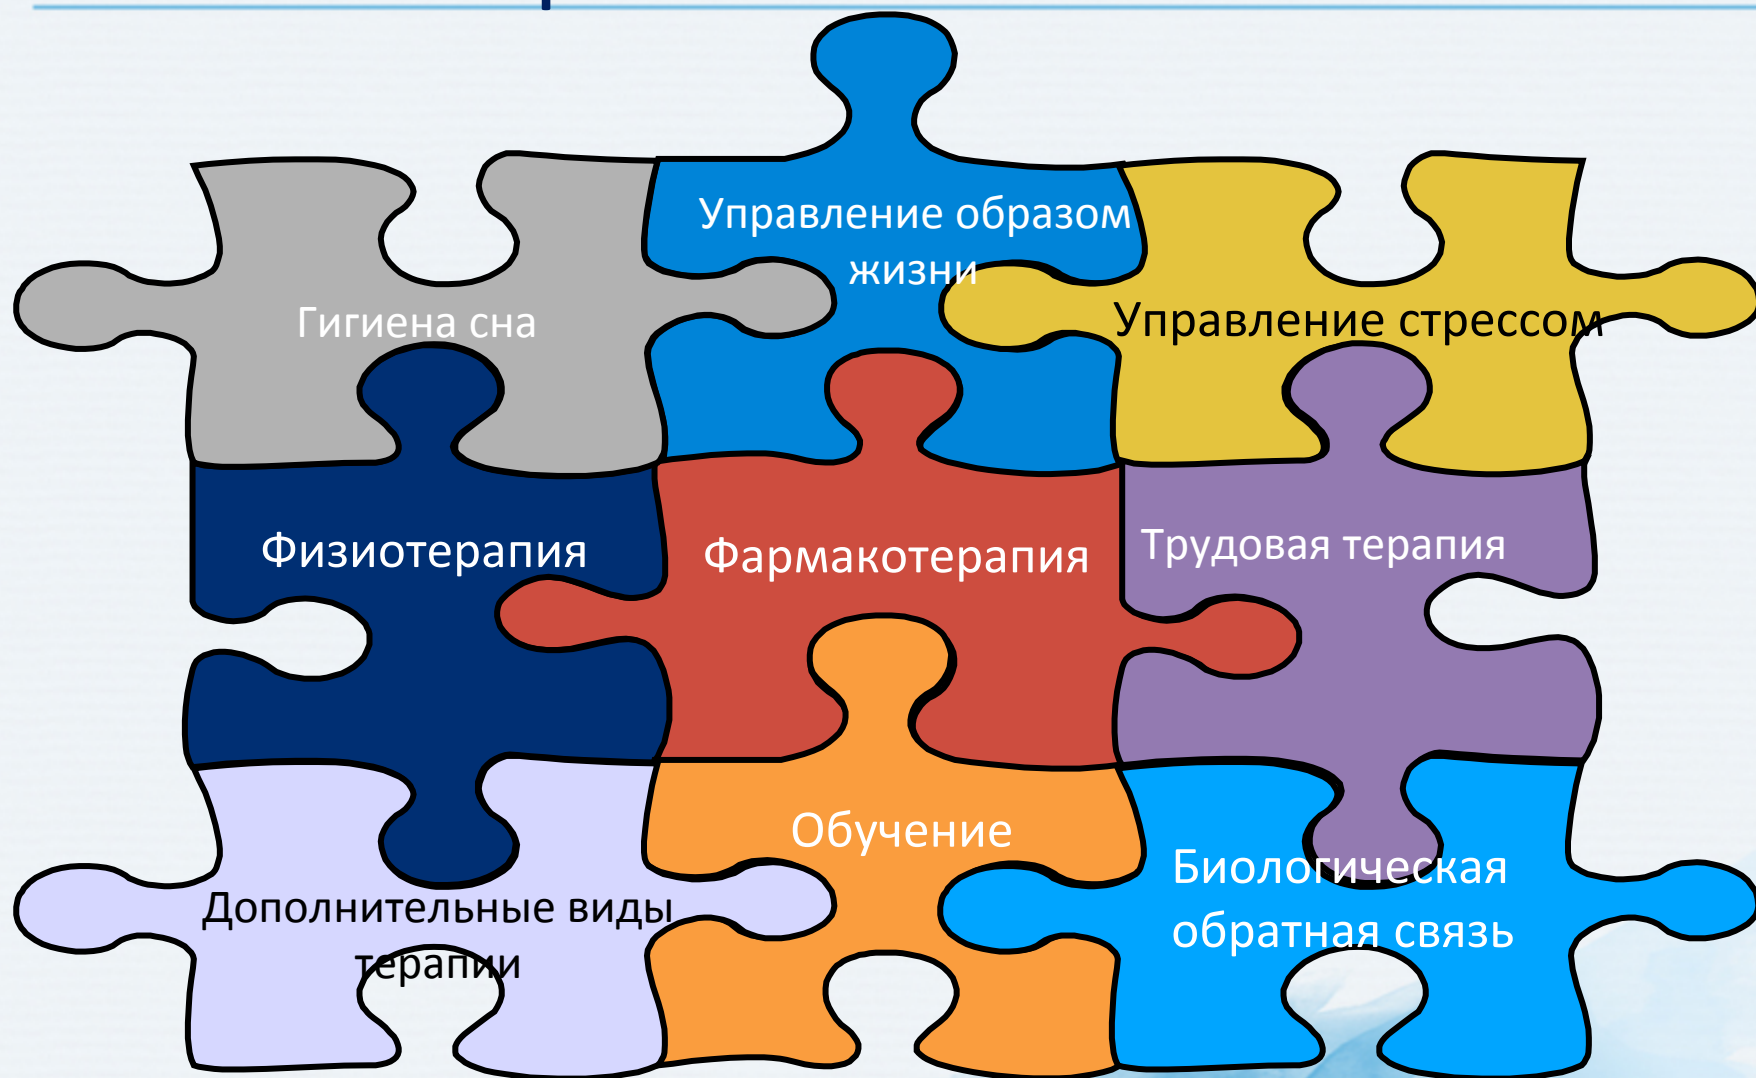 Управление образом
жизни
Гигиена сна
Управление стрессом
Физиотерапия
Фармакотерапия
Трудовая терапия
Обучение
Дополнительные виды
терапии
Биологическая
обратная связь